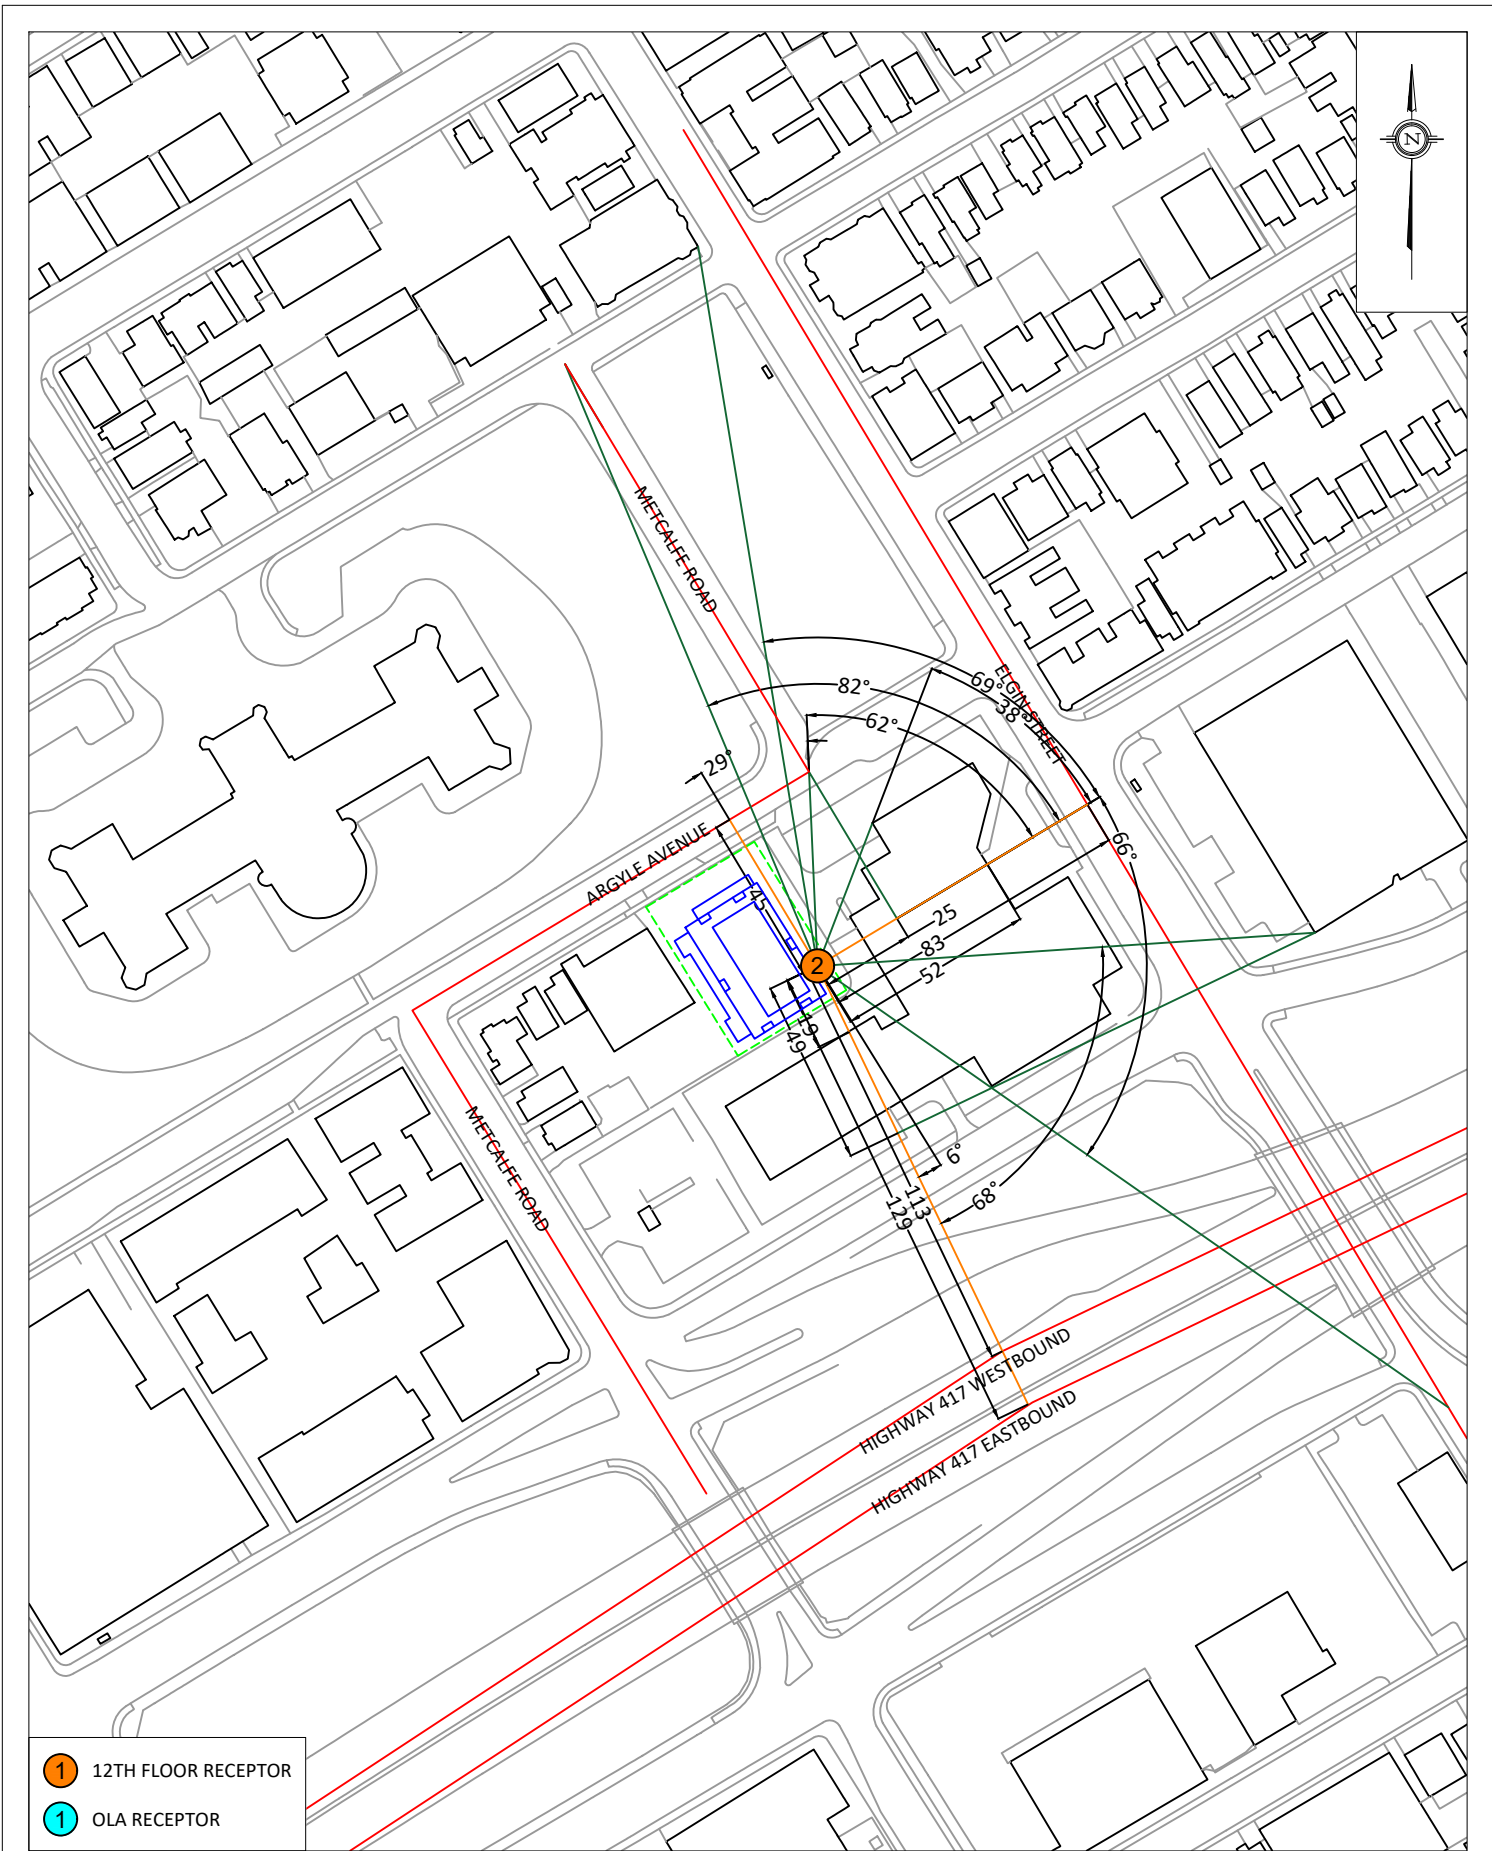 N
METCALFE ROAD
ELGIN STREET
69°
38°
82°
62°
29°
ARGYLE AVENUE
66°
45
25
83
52
2
19
49
METCALFE ROAD
6°
68°
113
129
HIGHWAY 417 WESTBOUND
HIGHWAY 417 EASTBOUND
1 12TH FLOOR RECEPTOR
1 OLA RECEPTOR